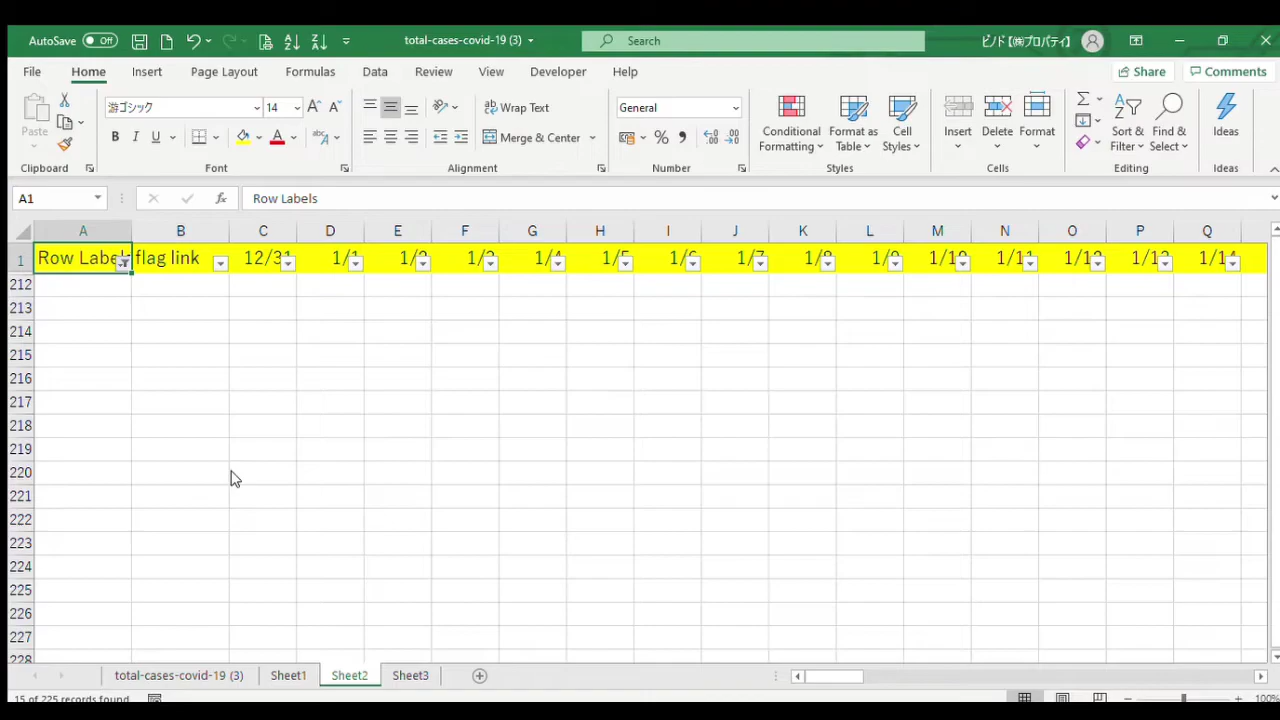 AutoSave Off total-cases-covid-19 (3) Search ビノド【㈱プロパティ】
File Home Insert Page Layout Formulas Data Review View Developer Help Share Comments
Paste 游ゴシック 14 A A Wrap Text General Conditional Formatting Format as Table Cell Styles Insert Delete Format Sort & Filter Find & Select Ideas
B I U A Merge & Center %
Clipboard Font Alignment Number Styles Cells Editing Ideas
A1 fx Row Labels
A B C D E F G H I J K L M N O P Q
1 Row Label flag link 12/31 1/1 1/2 1/3 1/4 1/5 1/6 1/7 1/8 1/9 1/10 1/11 1/12 1/13 1/14
212
213
214
215
216
217
218
219
220
221
222
223
224
225
226
227
228
total-cases-covid-19 (3) Sheet1 Sheet2 Sheet3
15 of 225 records found 100%